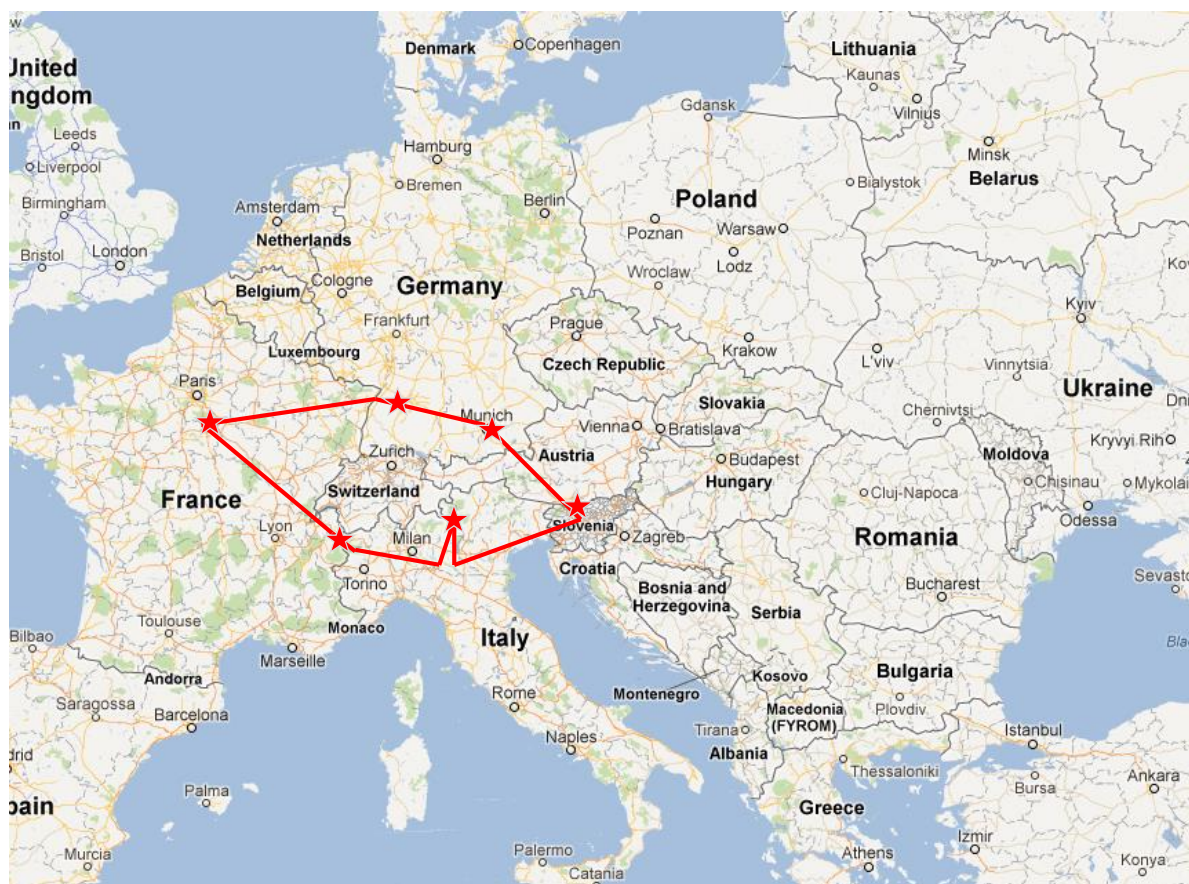 Denmark
Copenhagen
Lithuania
Kaunas
Vilnius
United
ngdom
Gdansk
Leeds
Liverpool
Hamburg
Minsk
Belarus
Bremen
Bialystok
Birmingham
Amsterdam
Berlin
Poland
Poznan
Warsaw
Netherlands
Bristol
London
Lodz
Cologne
Belgium
Germany
Wroclaw
Kyiv
Frankfurt
Prague
Luxembourg
Krakow
L'viv
Czech Republic
Vinnytsia
Paris
Ukraine
Munich
Slovakia
Chernivtsi
Vienna
Bratislava
Kryvyi Rih
Zurich
Austria
Budapest
Moldova
Hungary
Chisinau
Mykolai
Switzerland
France
Cluj-Napoca
Odessa
Lyon
Milan
Slovenia
Zagreb
Romania
Torino
Croatia
Bosnia and
Herzegovina
Serbia
Bucharest
Sevasto
Toulouse
Monaco
Italy
Bilbao
Marseille
Bla
Andorra
Kosovo
Bulgaria
Montenegro
Plovdiv
Saragossa
Rome
Barcelona
Macedonia
(FYROM)
Tirana
Istanbul
Naples
Albania
drid
Thessaloniki
Ankara
Palma
Bursa
pain
Greece
Izmir
Palermo
Athens
Murcia
Konya
Catania